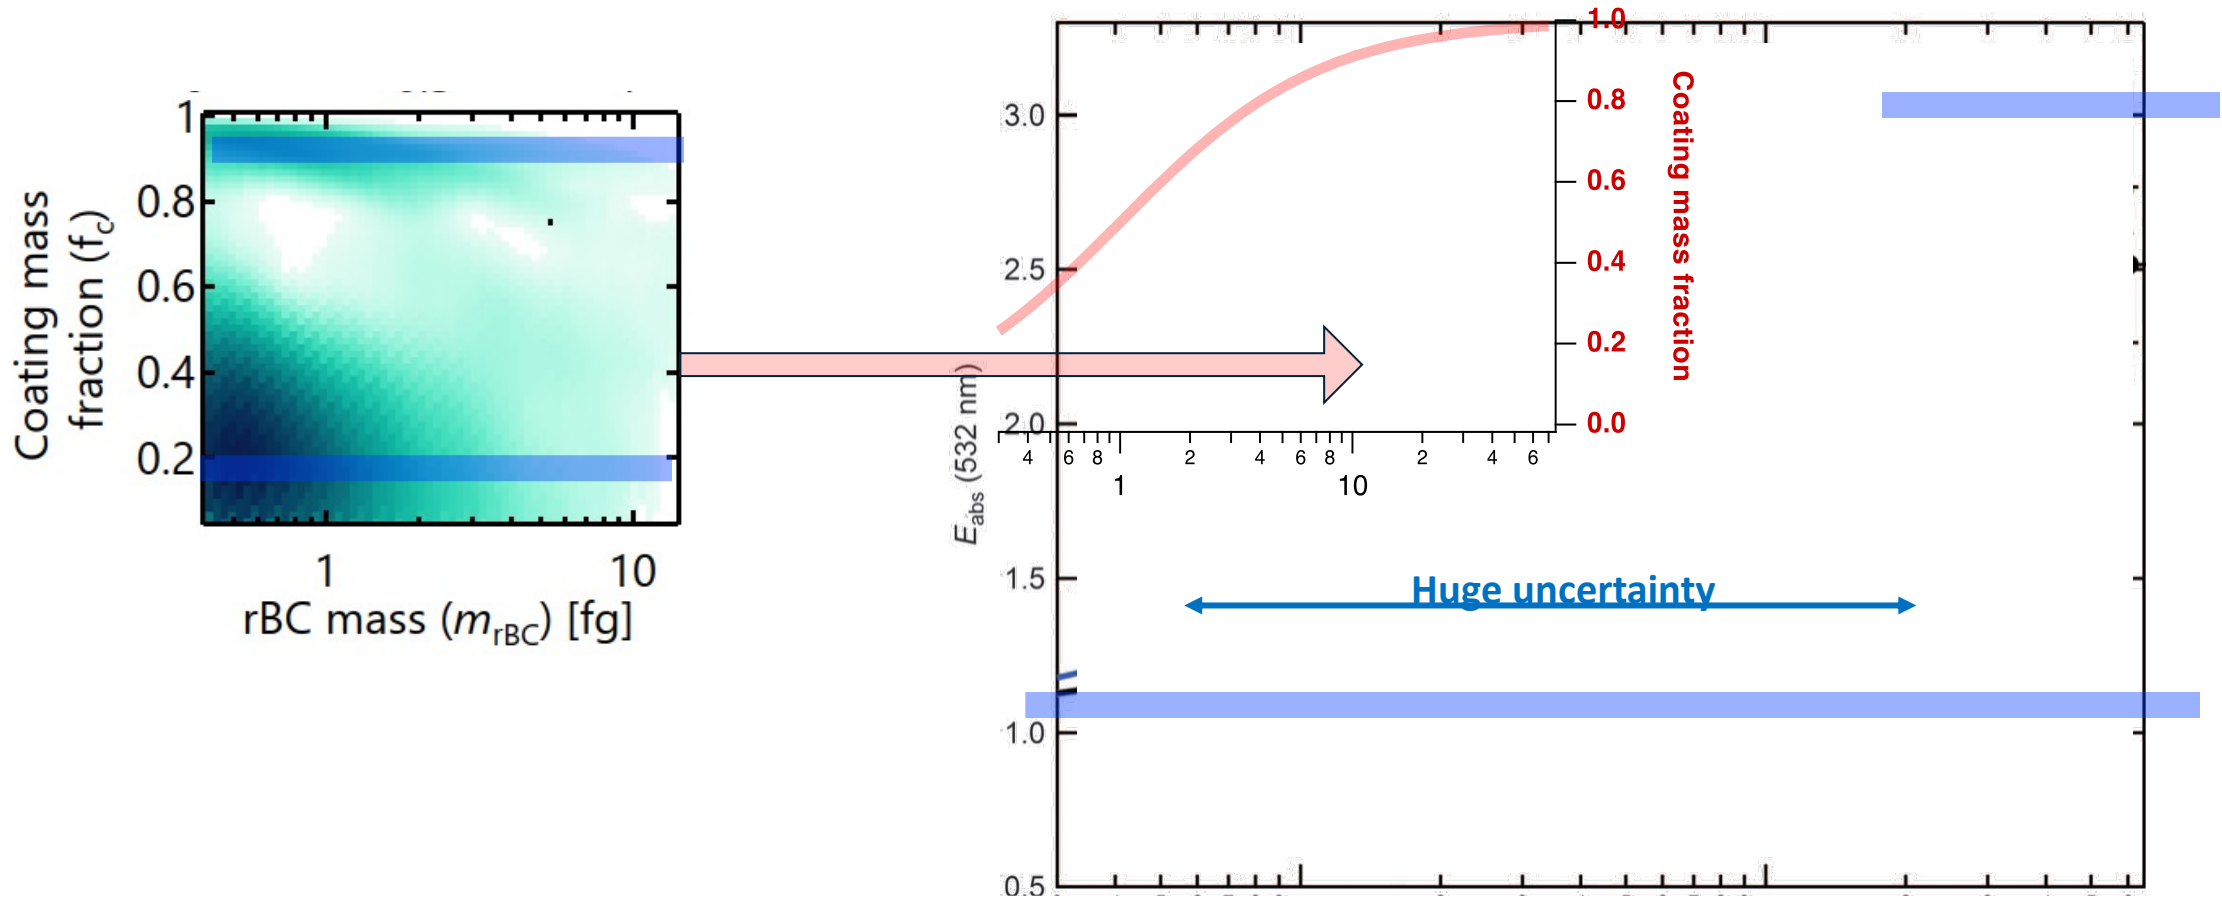 Coating mass
fraction (fc)
1
0.8
0.6
0.4
0.2
1
10
rBC mass (mrBC) [fg]
Eabs (532 nm)
3.0
2.5
2.0
1.5
1.0
0.5
1.0
0.8
0.6
0.4
0.2
0.0
Coating mass fraction
4 6 8 2 4 6 8 2 4 6
1 10
Huge uncertainty